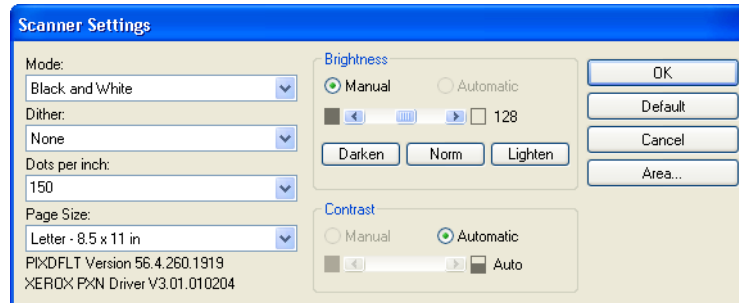 Scanner Settings
Mode:
Black and White
Dither:
None
Dots per inch:
150
Page Size:
Letter - 8.5 x 11 in
PIXDFLT Version 56.4.260.1919
XEROX PXN Driver V3.01.010204
Brightness
Manual Automatic
128
Darken Norm Lighten
Contrast
Manual Automatic
Auto
OK
Default
Cancel
Area...